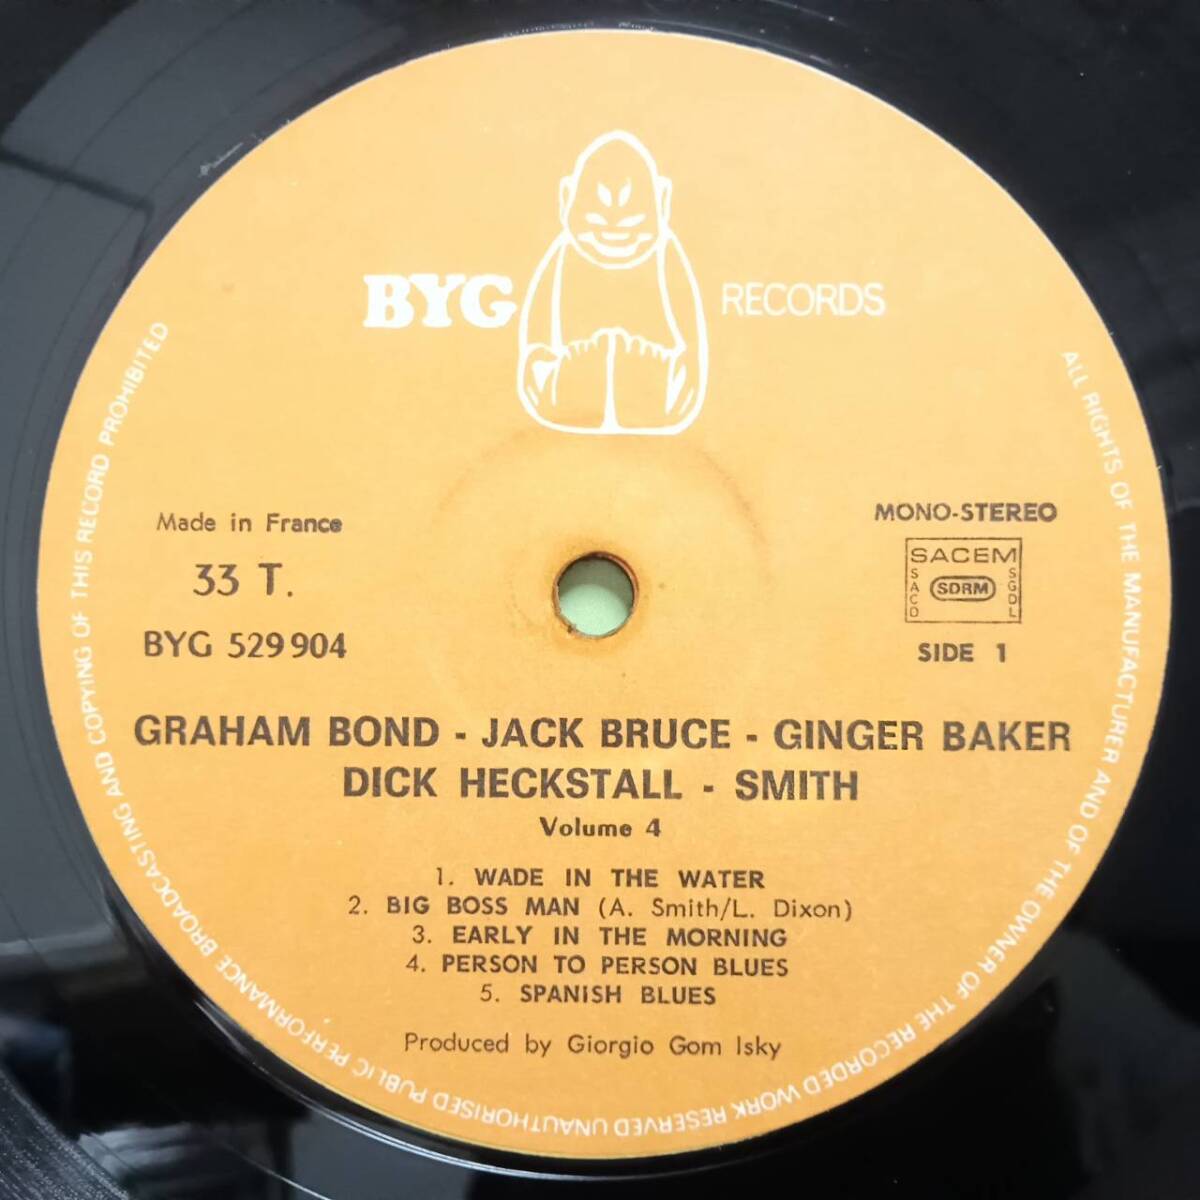 BYG RECORDS
Made in France
33 T.
BYG 529 904
MONO-STEREO
SACEM
SACD SDRM SGDL
SIDE 1
GRAHAM BOND - JACK BRUCE - GINGER BAKER
DICK HECKSTALL - SMITH
Volume 4
1. WADE IN THE WATER
2. BIG BOSS MAN (A. Smith/L. Dixon)
3. EARLY IN THE MORNING
4. PERSON TO PERSON BLUES
5. SPANISH BLUES
Produced by Giorgio Gom Isky
ALL RIGHTS OF THE MANUFACTURER AND OF THE OWNER OF THE RECORDED WORK RESERVED UNAUTHORISED PUBLIC PERFORMANCE BROADCASTING AND COPYING OF THIS RECORD PROHIBITED